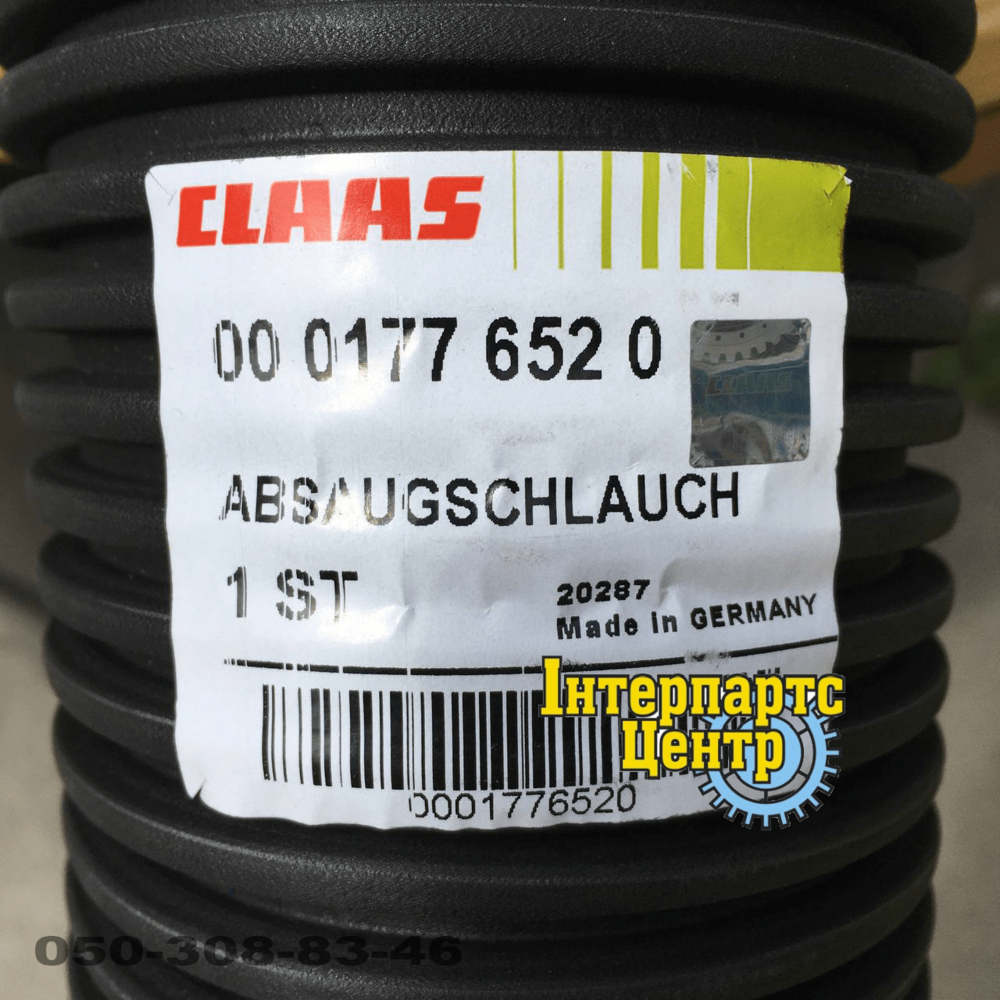 CLAAS
00 0177 652 0
CLAAS
ABSAUGSCHLAUCH
1 ST
20287
Made in GERMANY
Інтерпартс
Центр
0001776520
050-308-83-46